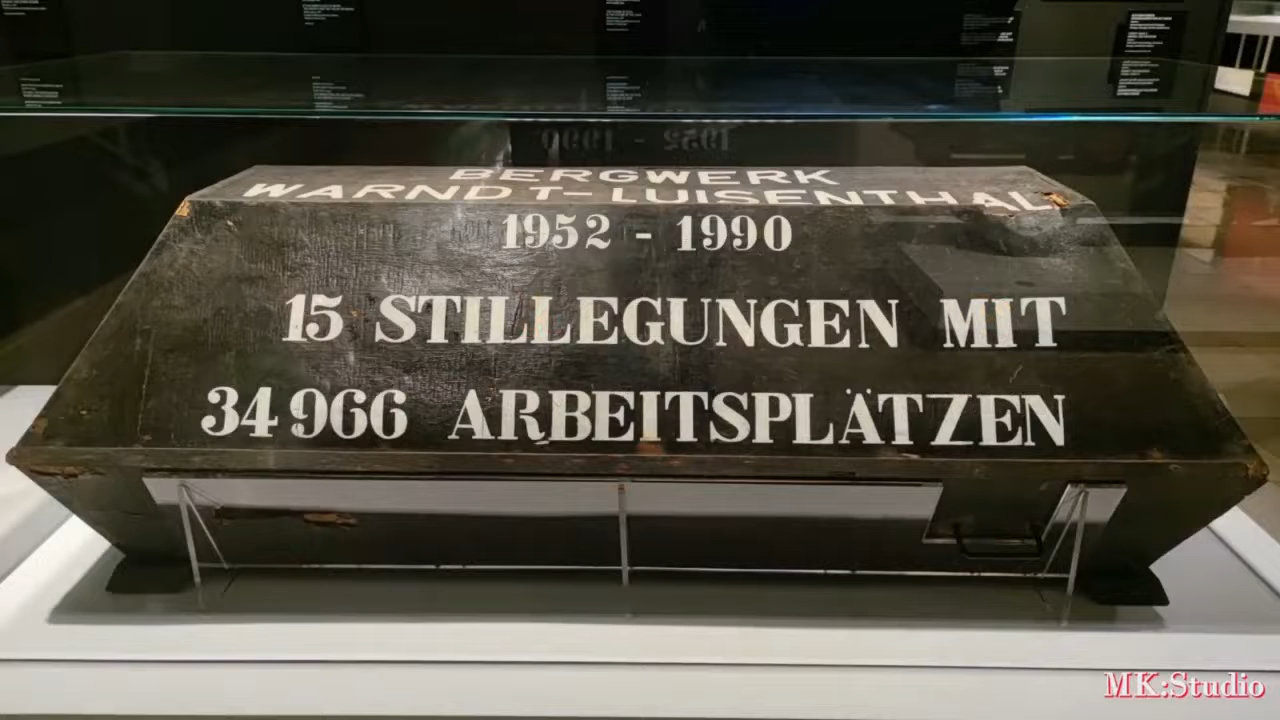 BERGWERK
WARNDT-LUISENTHAL
1952 - 1990
15 STILLEGUNGEN MIT
34 966 ARBEITSPLÄTZEN
MK:Studio